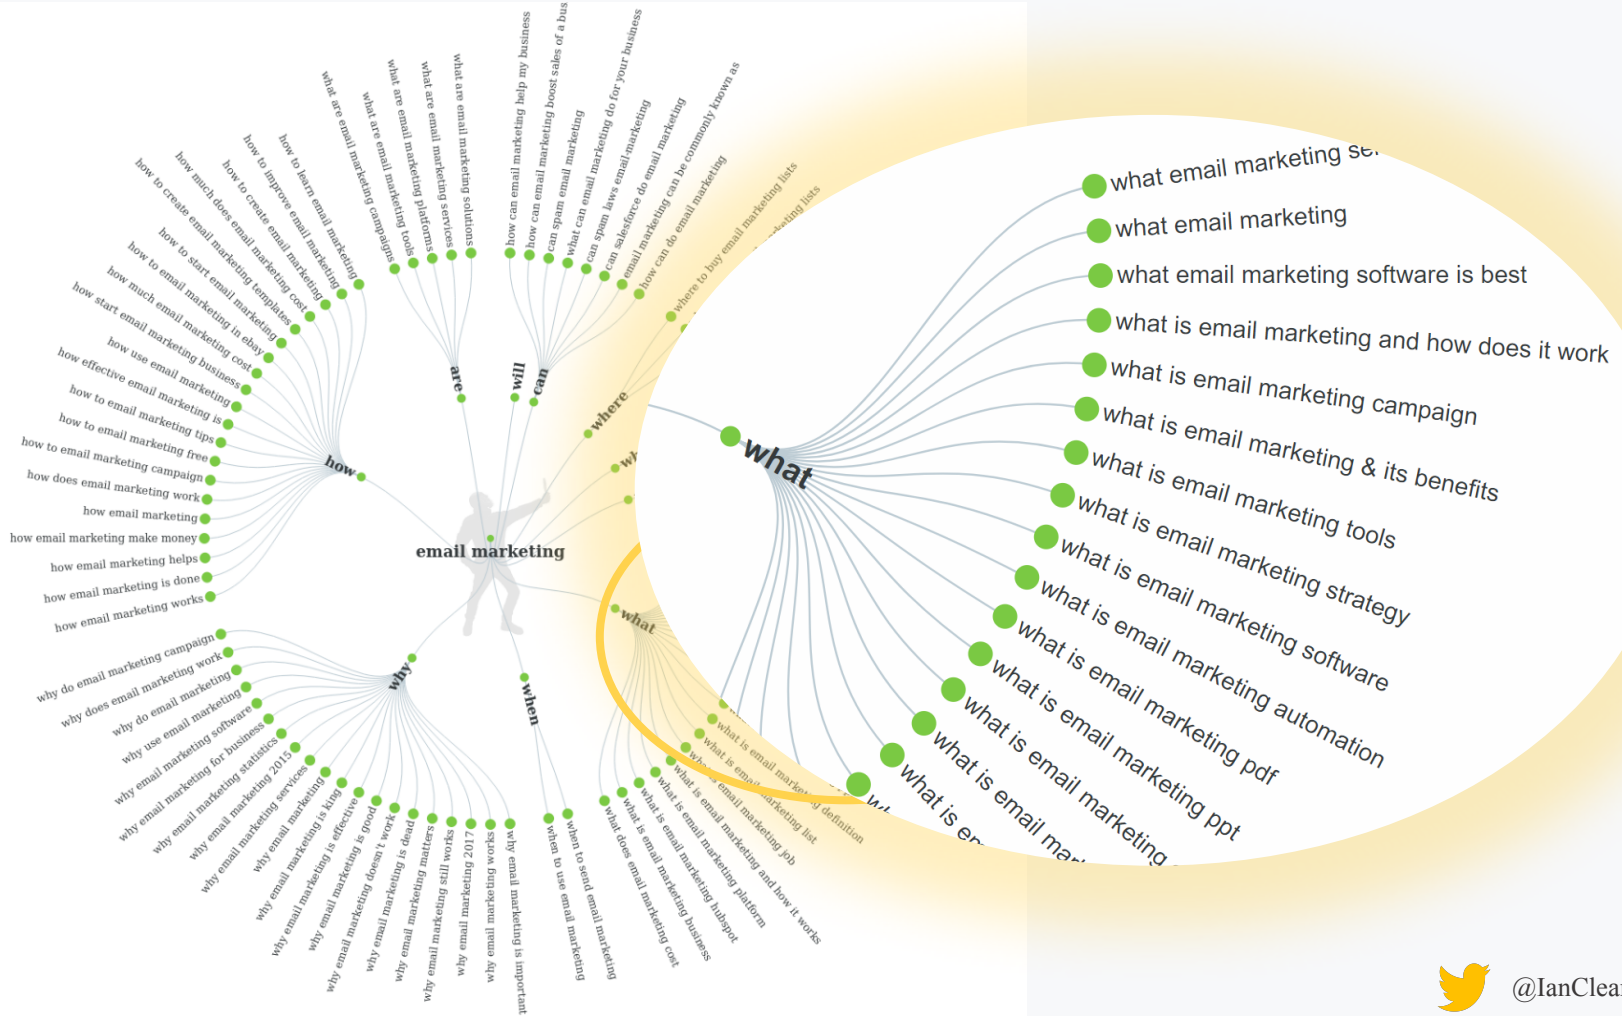 what are email marketing campaigns
what are email marketing tools
what are email marketing platforms
what are email marketing services
what are email marketing solutions
are
will
how can email marketing help my business
how can email marketing boost sales of a bus
can spam email marketing
what can email marketing do for your business
can spam laws email-marketing
can salesforce do email marketing
email marketing can be commonly known as
how can do email marketing
can
where to buy email marketing lists
lists
where
how to learn email marketing
how to improve email marketing
how to create email marketing
how much does email marketing cost
how to create email marketing templates
how to start email marketing
how to email marketing in ebay
how much email marketing cost
how start email marketing business
how use email marketing
how effective email marketing is
how to email marketing tips
how to email marketing free
how to email marketing campaign
how does email marketing work
how email marketing
how email marketing make money
how email marketing helps
how email marketing is done
how email marketing works
how
email marketing
why do email marketing campaign
why does email marketing work
why do email marketing
why use email marketing
why email marketing software
why email marketing for business
why email marketing statistics
why email marketing 2015
why email marketing services
why email marketing
why email marketing is king
why email marketing is effective
why email marketing is good
why email marketing doesn't work
why email marketing is dead
why email marketing matters
why email marketing still works
why email marketing 2017
why email marketing works
why email marketing is important
why
when
when to use email marketing
when to send email marketing
what
what does email marketing cost
what is email marketing business
what is email marketing hubspot
what is email marketing platform
what is email marketing and how it works
what is email marketing job
what is email marketing list
what is email marketing definition
what
what email marketing
what email marketing
what email marketing software is best
what is email marketing and how does it work
what is email marketing campaign
what is email marketing & its benefits
what is email marketing tools
what is email marketing strategy
what is email marketing software
what is email marketing automation
what is email marketing pdf
what is email marketing ppt
what is email marketing
what is email
what is
@IanClea